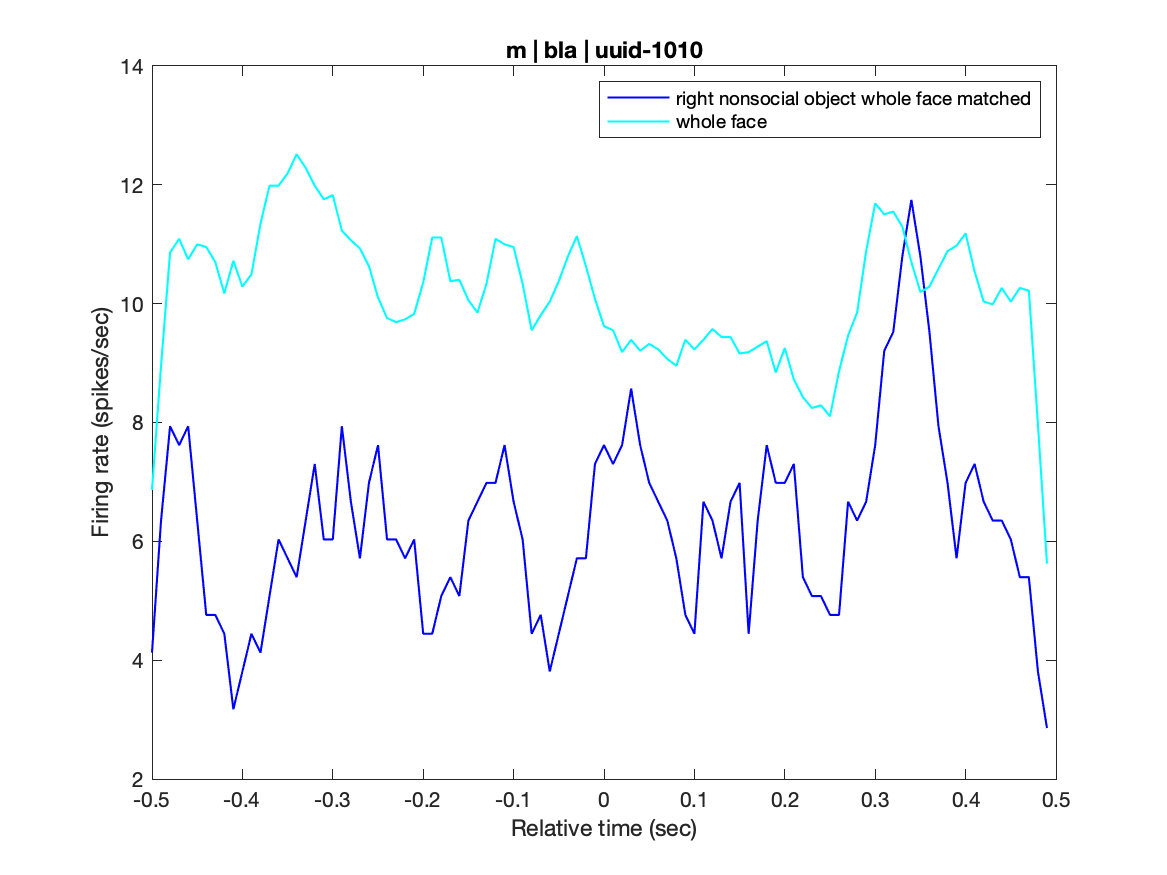 m | bla | uuid-1010
right nonsocial object whole face matched
whole face
14
12
10
8
6
4
2
Firing rate (spikes/sec)
-0.5 -0.4 -0.3 -0.2 -0.1 0 0.1 0.2 0.3 0.4 0.5
Relative time (sec)